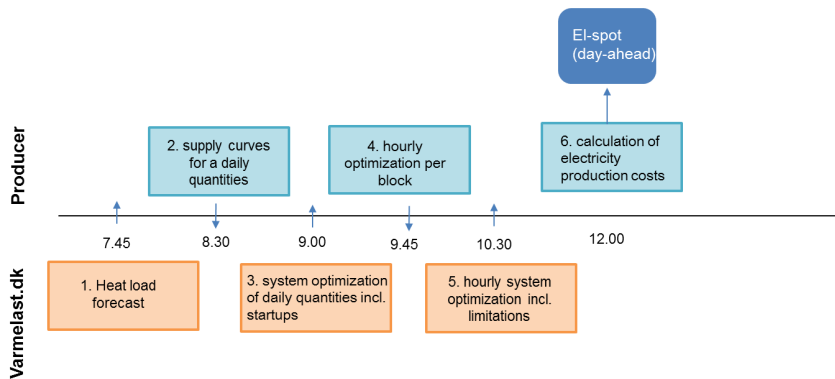 El-spot
(day-ahead)
Producer
2. supply curves
for a daily
quantities
4. hourly
optimization per
block
6. calculation of
electricity
production costs
7.45
8.30
9.00
9.45
10.30
12.00
Varmelast.dk
1. Heat load
forecast
3. system optimization
of daily quantities incl.
startups
5. hourly system
optimization incl.
limitations